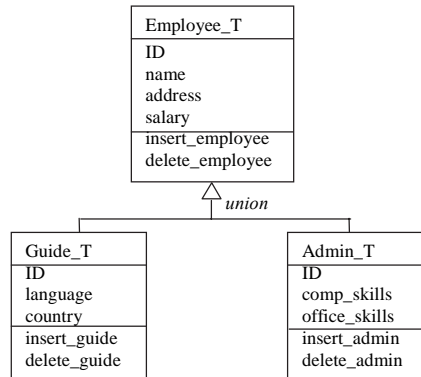 Employee_T
ID
name
address
salary
insert_employee
delete_employee
union
Guide_T
ID
language
country
insert_guide
delete_guide
Admin_T
ID
comp_skills
office_skills
insert_admin
delete_admin